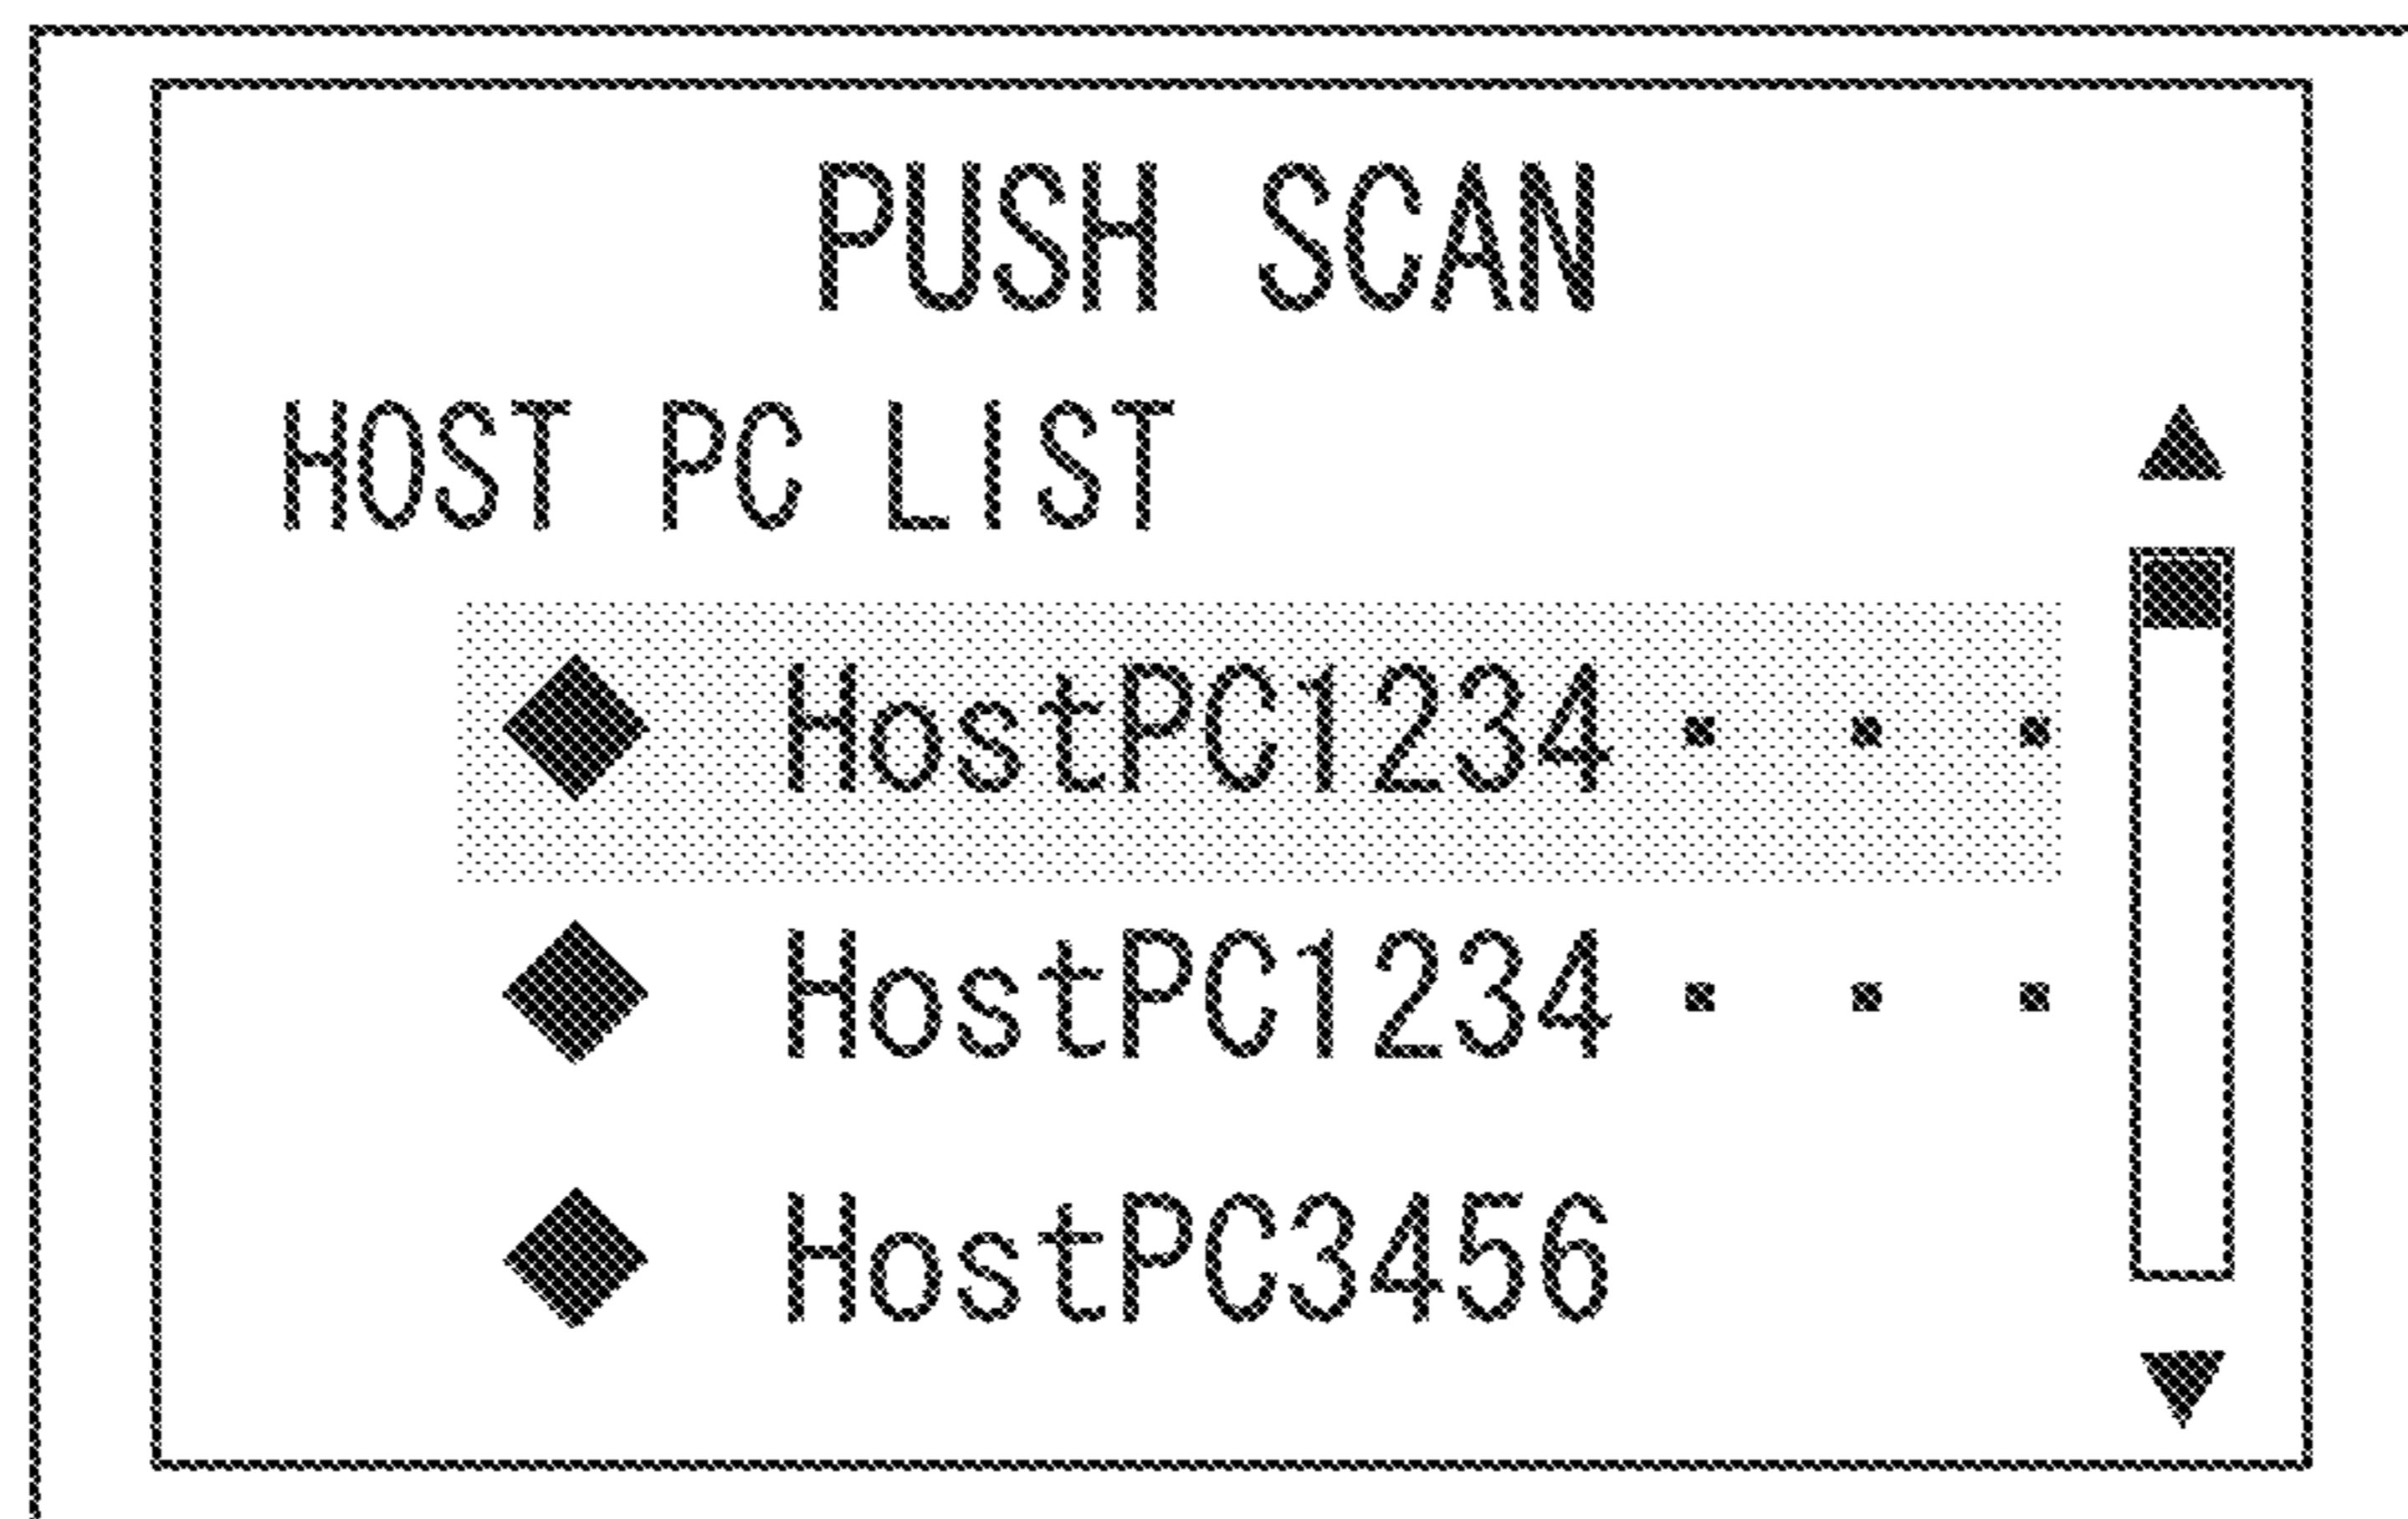 PUSH SCAN
HOST PC LIST
◆ HostPC1234・・・
◆ HostPC1234・・・
◆ HostPC3456